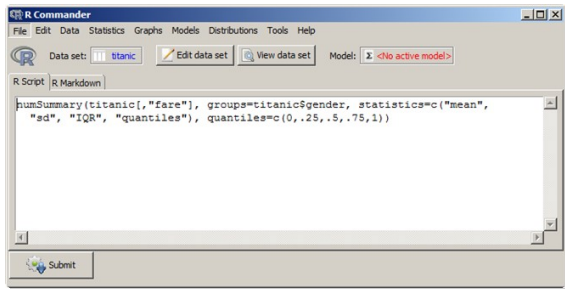 R Commander
File Edit Data Statistics Graphs Models Distributions Tools Help
Data set: titanic Edit data set View data set Model: Σ <No active model>
R Script R Markdown
numSummary(titanic[,"fare"], groups=titanic$gender, statistics=c("mean",
"sd", "IQR", "quantiles"), quantiles=c(0,.25,.5,.75,1))
Submit